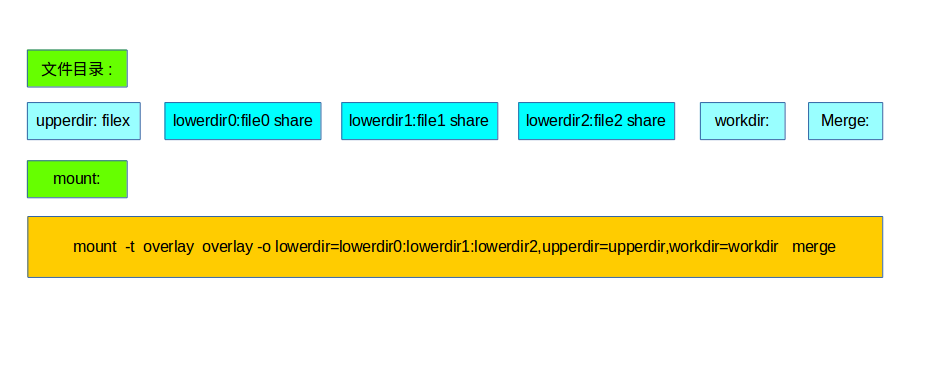 文件目录 :
upperdir: filex
lowerdir0:file0 share
lowerdir1:file1 share
lowerdir2:file2 share
workdir:
Merge:
mount:
mount -t overlay overlay -o lowerdir=lowerdir0:lowerdir1:lowerdir2,upperdir=upperdir,workdir=workdir merge